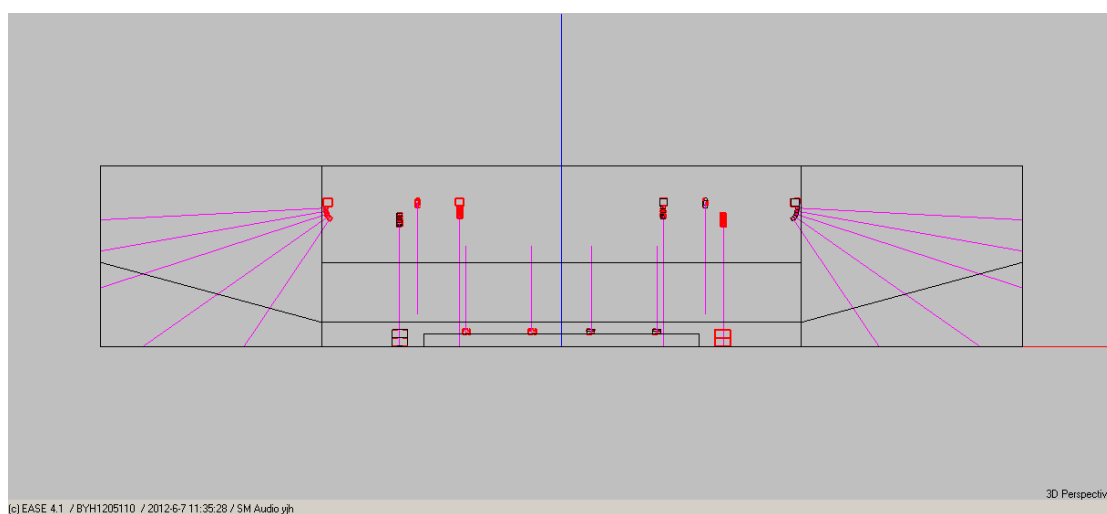 3D Perspectiv
(c) EASE 4.1 / BYH1205110 / 2012-6-7 11:35:28 / SM Audio yjh